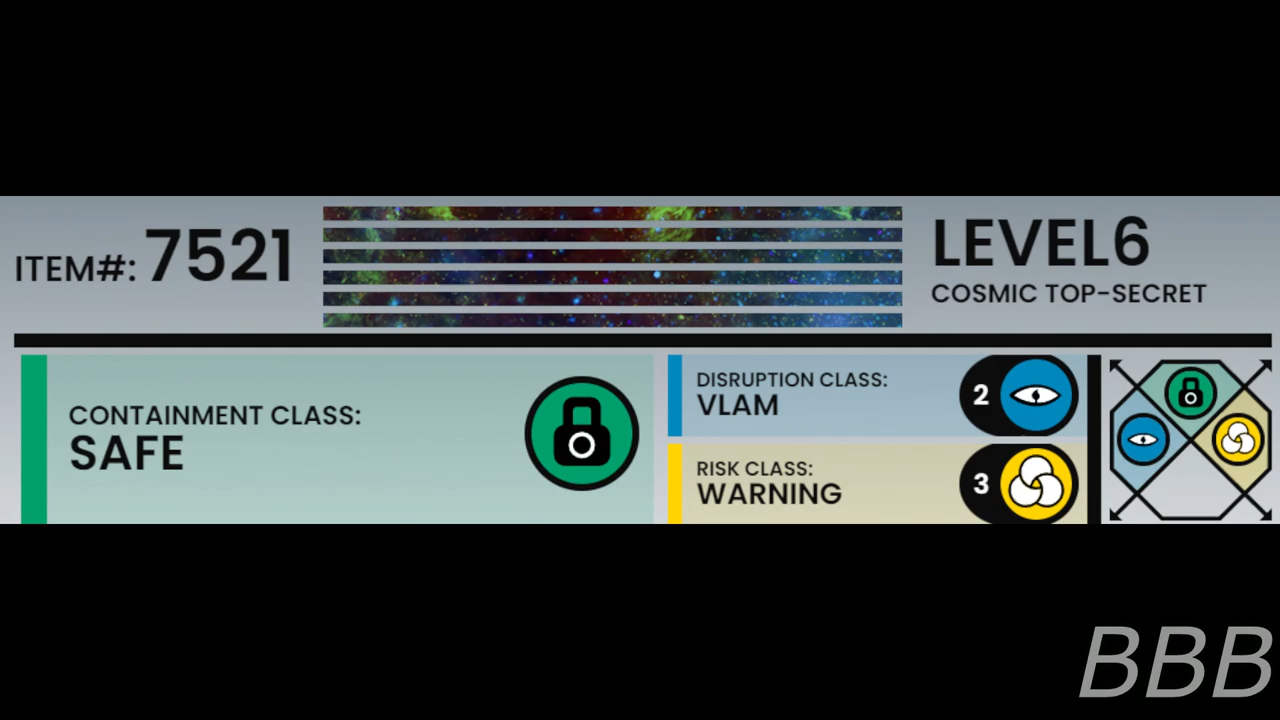 ITEM#: 7521
LEVEL6
COSMIC TOP-SECRET
CONTAINMENT CLASS:
SAFE
DISRUPTION CLASS:
VLAM
2
RISK CLASS:
WARNING
3
BBB